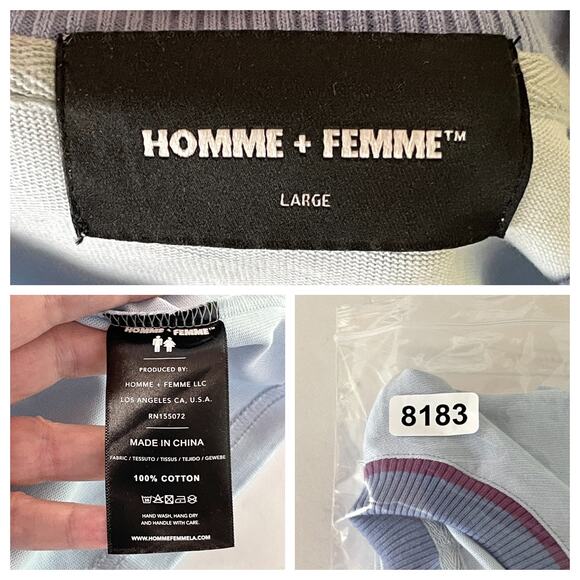 HOMME + FEMME™
LARGE
HOMME + FEMME™
PRODUCED BY:
HOMME + FEMME LLC
LOS ANGELES CA, U.S.A.
RN155072
MADE IN CHINA
FABRIC / TESSUTO / TISSUS / TEJIDO / GEWEBE
100% COTTON
HAND WASH, HANG DRY
AND HANDLE WITH CARE.
WWW.HOMMEFEMMELA.COM
8183